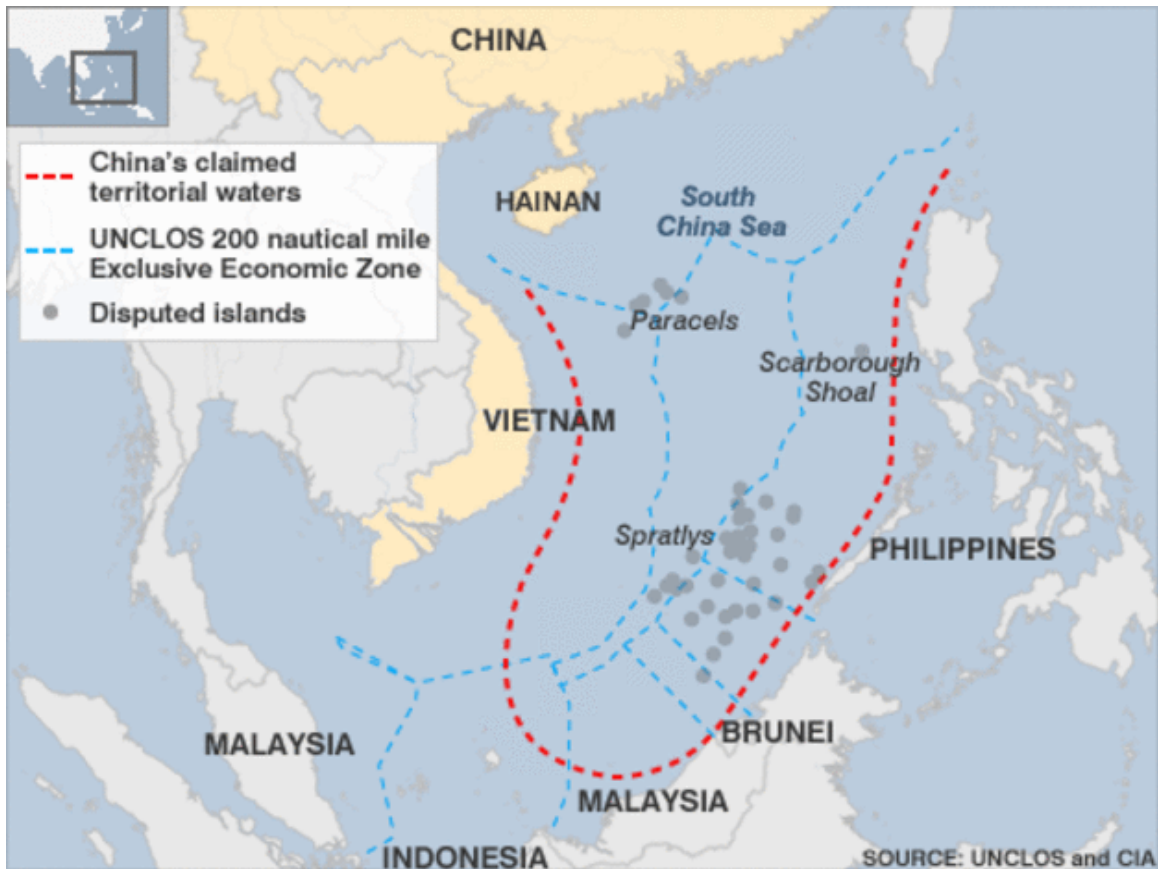 CHINA
China's claimed
territorial waters
UNCLOS 200 nautical mile
Exclusive Economic Zone
Disputed islands
HAINAN
South
China Sea
Paracels
Scarborough
Shoal
VIETNAM
Spratlys
PHILIPPINES
BRUNEI
MALAYSIA
MALAYSIA
INDONESIA
SOURCE: UNCLOS and CIA